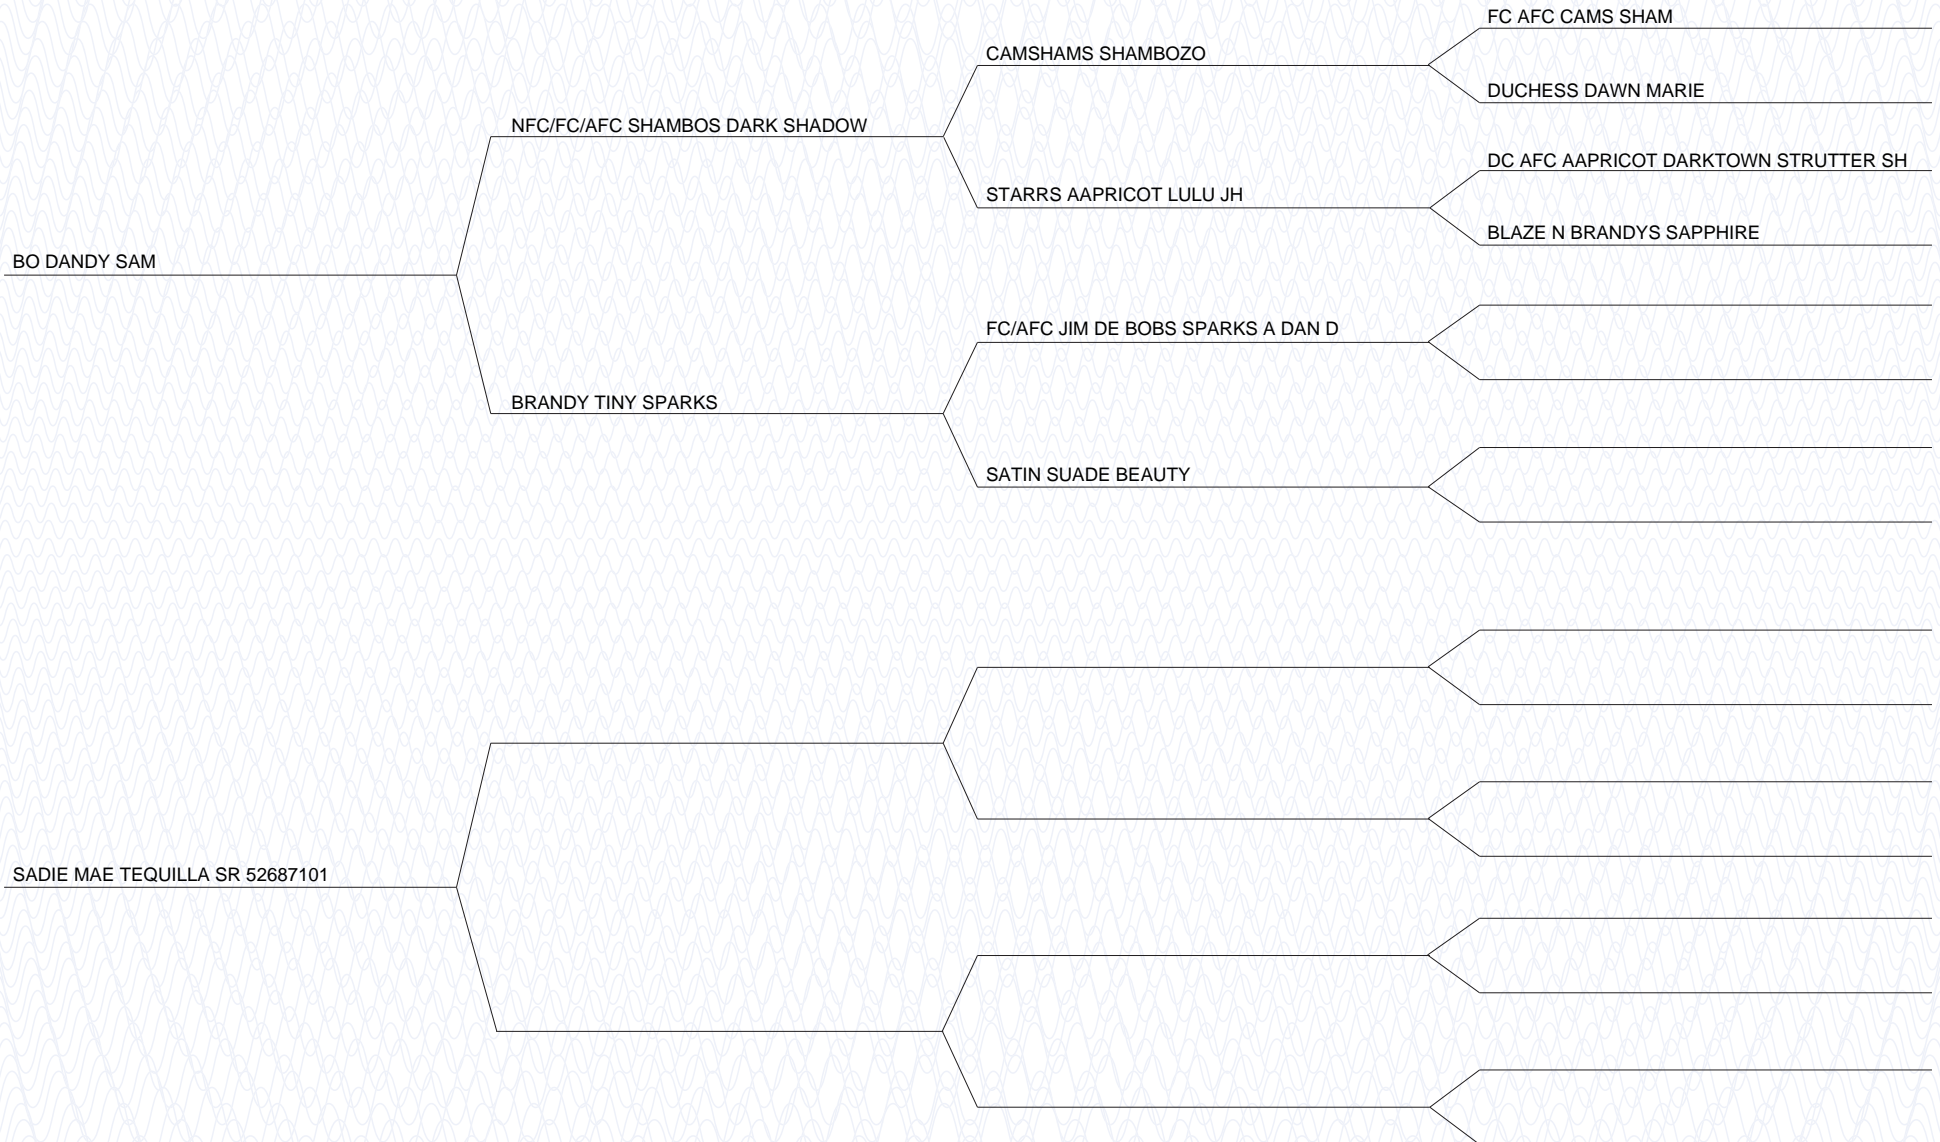 FC AFC CAMS SHAM
CAMSHAMS SHAMBOZO
DUCHESS DAWN MARIE
NFC/FC/AFC SHAMBOS DARK SHADOW
DC AFC AAPRICOT DARKTOWN STRUTTER SH
STARRS AAPRICOT LULU JH
BLAZE N BRANDYS SAPPHIRE
BO DANDY SAM
FC/AFC JIM DE BOBS SPARKS A DAN D
BRANDY TINY SPARKS
SATIN SUADE BEAUTY
SADIE MAE TEQUILLA SR 52687101